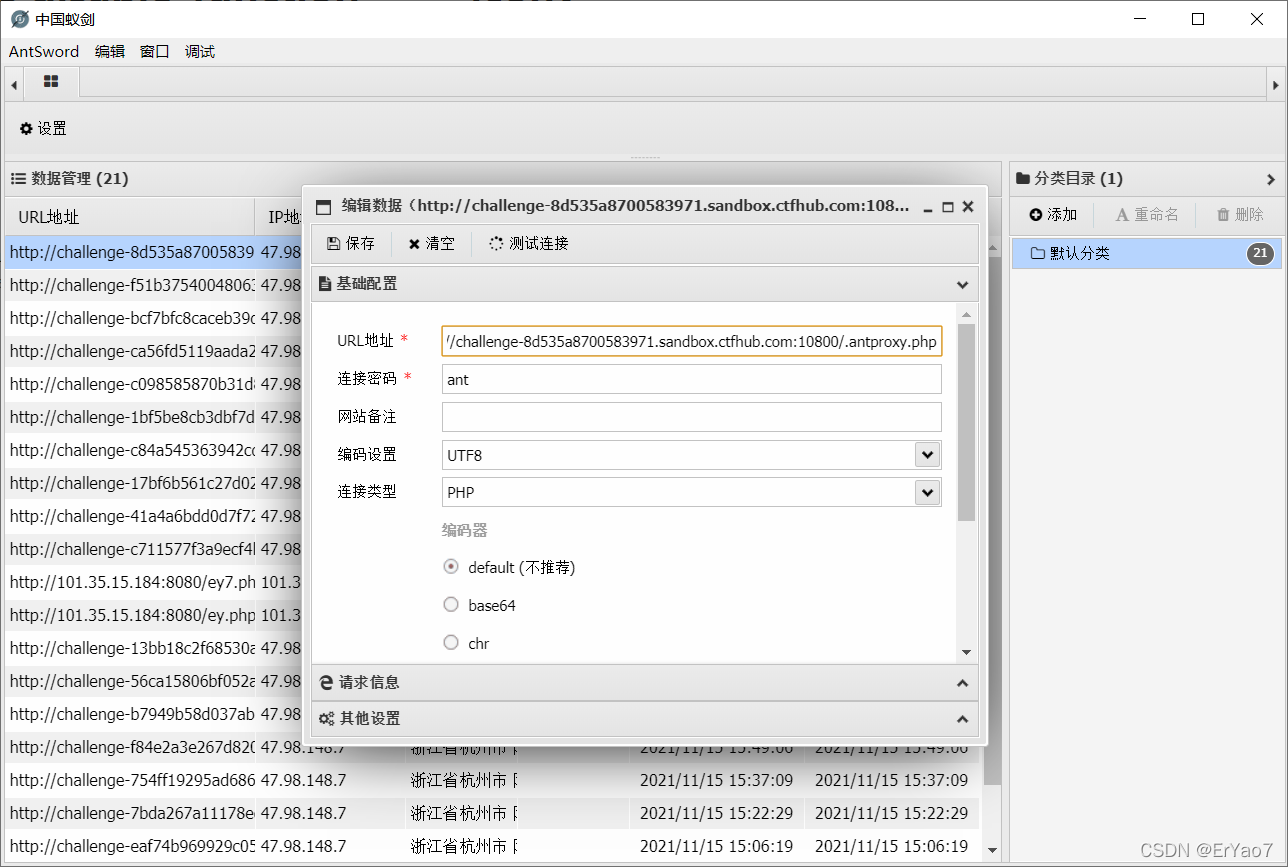 中国蚁剑
AntSword 编辑 窗口 调试
设置
数据管理 (21)
分类目录 (1)
URL地址 IP地
添加 重命名 删除
默认分类 21
编辑数据（http://challenge-8d535a8700583971.sandbox.ctfhub.com:108...
保存 清空 测试连接
基础配置
URL地址 * //challenge-8d535a8700583971.sandbox.ctfhub.com:10800/.antproxy.php
连接密码 * ant
网站备注
编码设置 UTF8
连接类型 PHP
编码器
default (不推荐)
base64
chr
请求信息
其他设置
http://challenge-8d535a87005839 47.98
http://challenge-f51b37540048063 47.98
http://challenge-bcf7bfc8caceb39c 47.98
http://challenge-ca56fd5119aada2 47.98
http://challenge-c098585870b31d8 47.98
http://challenge-1bf5be8cb3dbf7d 47.98
http://challenge-c84a545363942cc 47.98
http://challenge-17bf6b561c27d02 47.98
http://challenge-41a4a6bdd0d7f72 47.98
http://challenge-c711577f3a9ecf4 47.98
http://101.35.15.184:8080/ey7.ph 101.3
http://101.35.15.184:8080/ey.php 101.3
http://challenge-13bb18c2f68530a 47.98
http://challenge-56ca15806bf052a 47.98
http://challenge-b7949b58d037ab 47.98
http://challenge-f84e2a3e267d820 47.98.148.7 浙江省杭州市 2021/11/15 15:49:06 2021/11/15 15:49:06
http://challenge-754ff19295ad686 47.98.148.7 浙江省杭州市 2021/11/15 15:37:09 2021/11/15 15:37:09
http://challenge-7bda267a11178e 47.98.148.7 浙江省杭州市 2021/11/15 15:22:29 2021/11/15 15:22:29
http://challenge-eaf74b969929c05 47.98.148.7 浙江省杭州市 2021/11/15 15:06:19 2021/11/15 15:06:19
CSDN @ErYao7